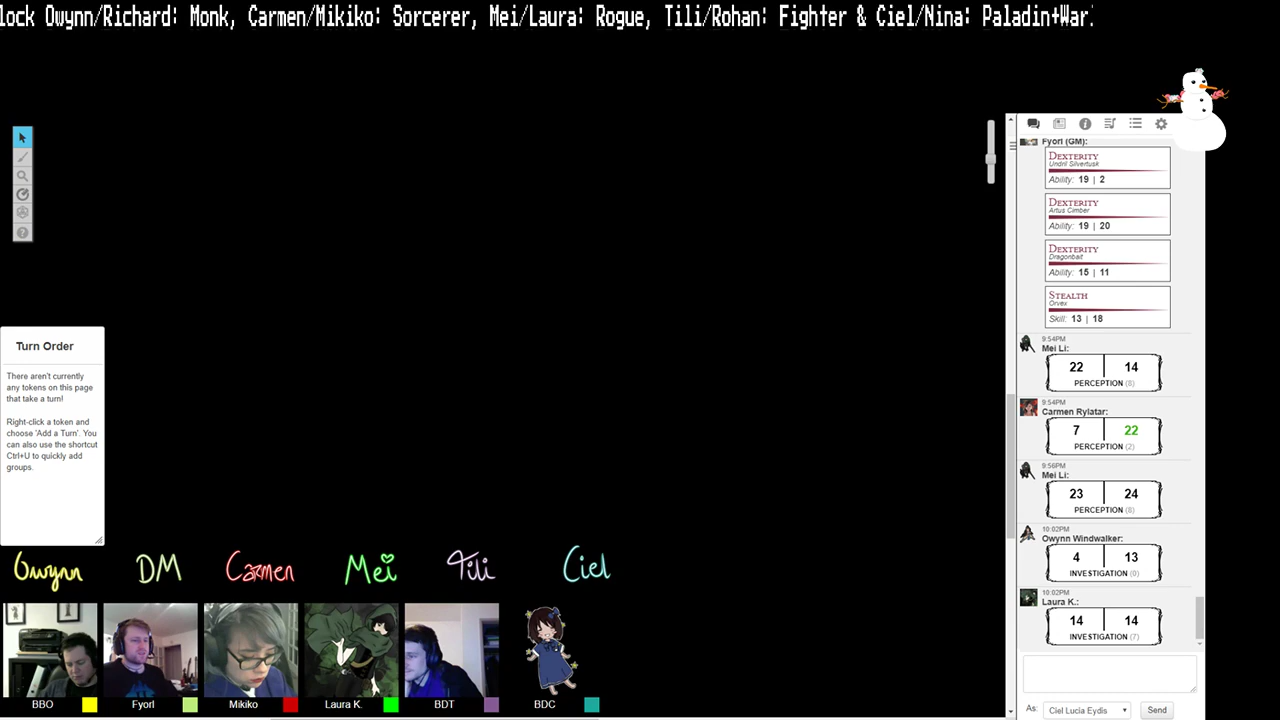 lock Owynn/Richard: Monk, Carmen/Mikiko: Sorcerer, Mei/Laura: Rogue, Tili/Rohan: Fighter & Ciel/Nina: Paladin+War
Fyorl (GM):
DEXTERITY
Undril Silvertusk
Ability: 19 | 2
DEXTERITY
Artus Cimber
Ability: 19 | 20
DEXTERITY
Dragonbait
Ability: 15 | 11
STEALTH
Orvex
Skill: 13 | 18
9:54PM
Mei Li:
22 14
PERCEPTION (8)
9:54PM
Carmen Rylatar:
7 22
PERCEPTION (2)
9:56PM
Mei Li:
23 24
PERCEPTION (8)
10:02PM
Owynn Windwalker:
4 13
INVESTIGATION (0)
10:02PM
Laura K.:
14 14
INVESTIGATION (7)
As: Ciel Lucia Eydis Send
Turn Order
There aren't currently
any tokens on this page
that take a turn!
Right-click a token and
choose 'Add a Turn'. You
can also use the shortcut
Ctrl+U to quickly add
groups.
Owynn DM Carmen Mei Tili Ciel
BBO Fyorl Mikiko Laura K. BDT BDC